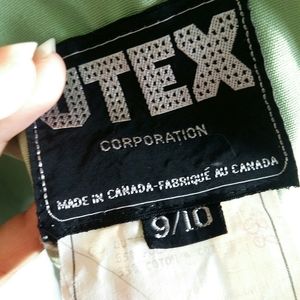 UTEX
CORPORATION
MADE IN CANADA-FABRIQUÉ AU CANADA
9/10